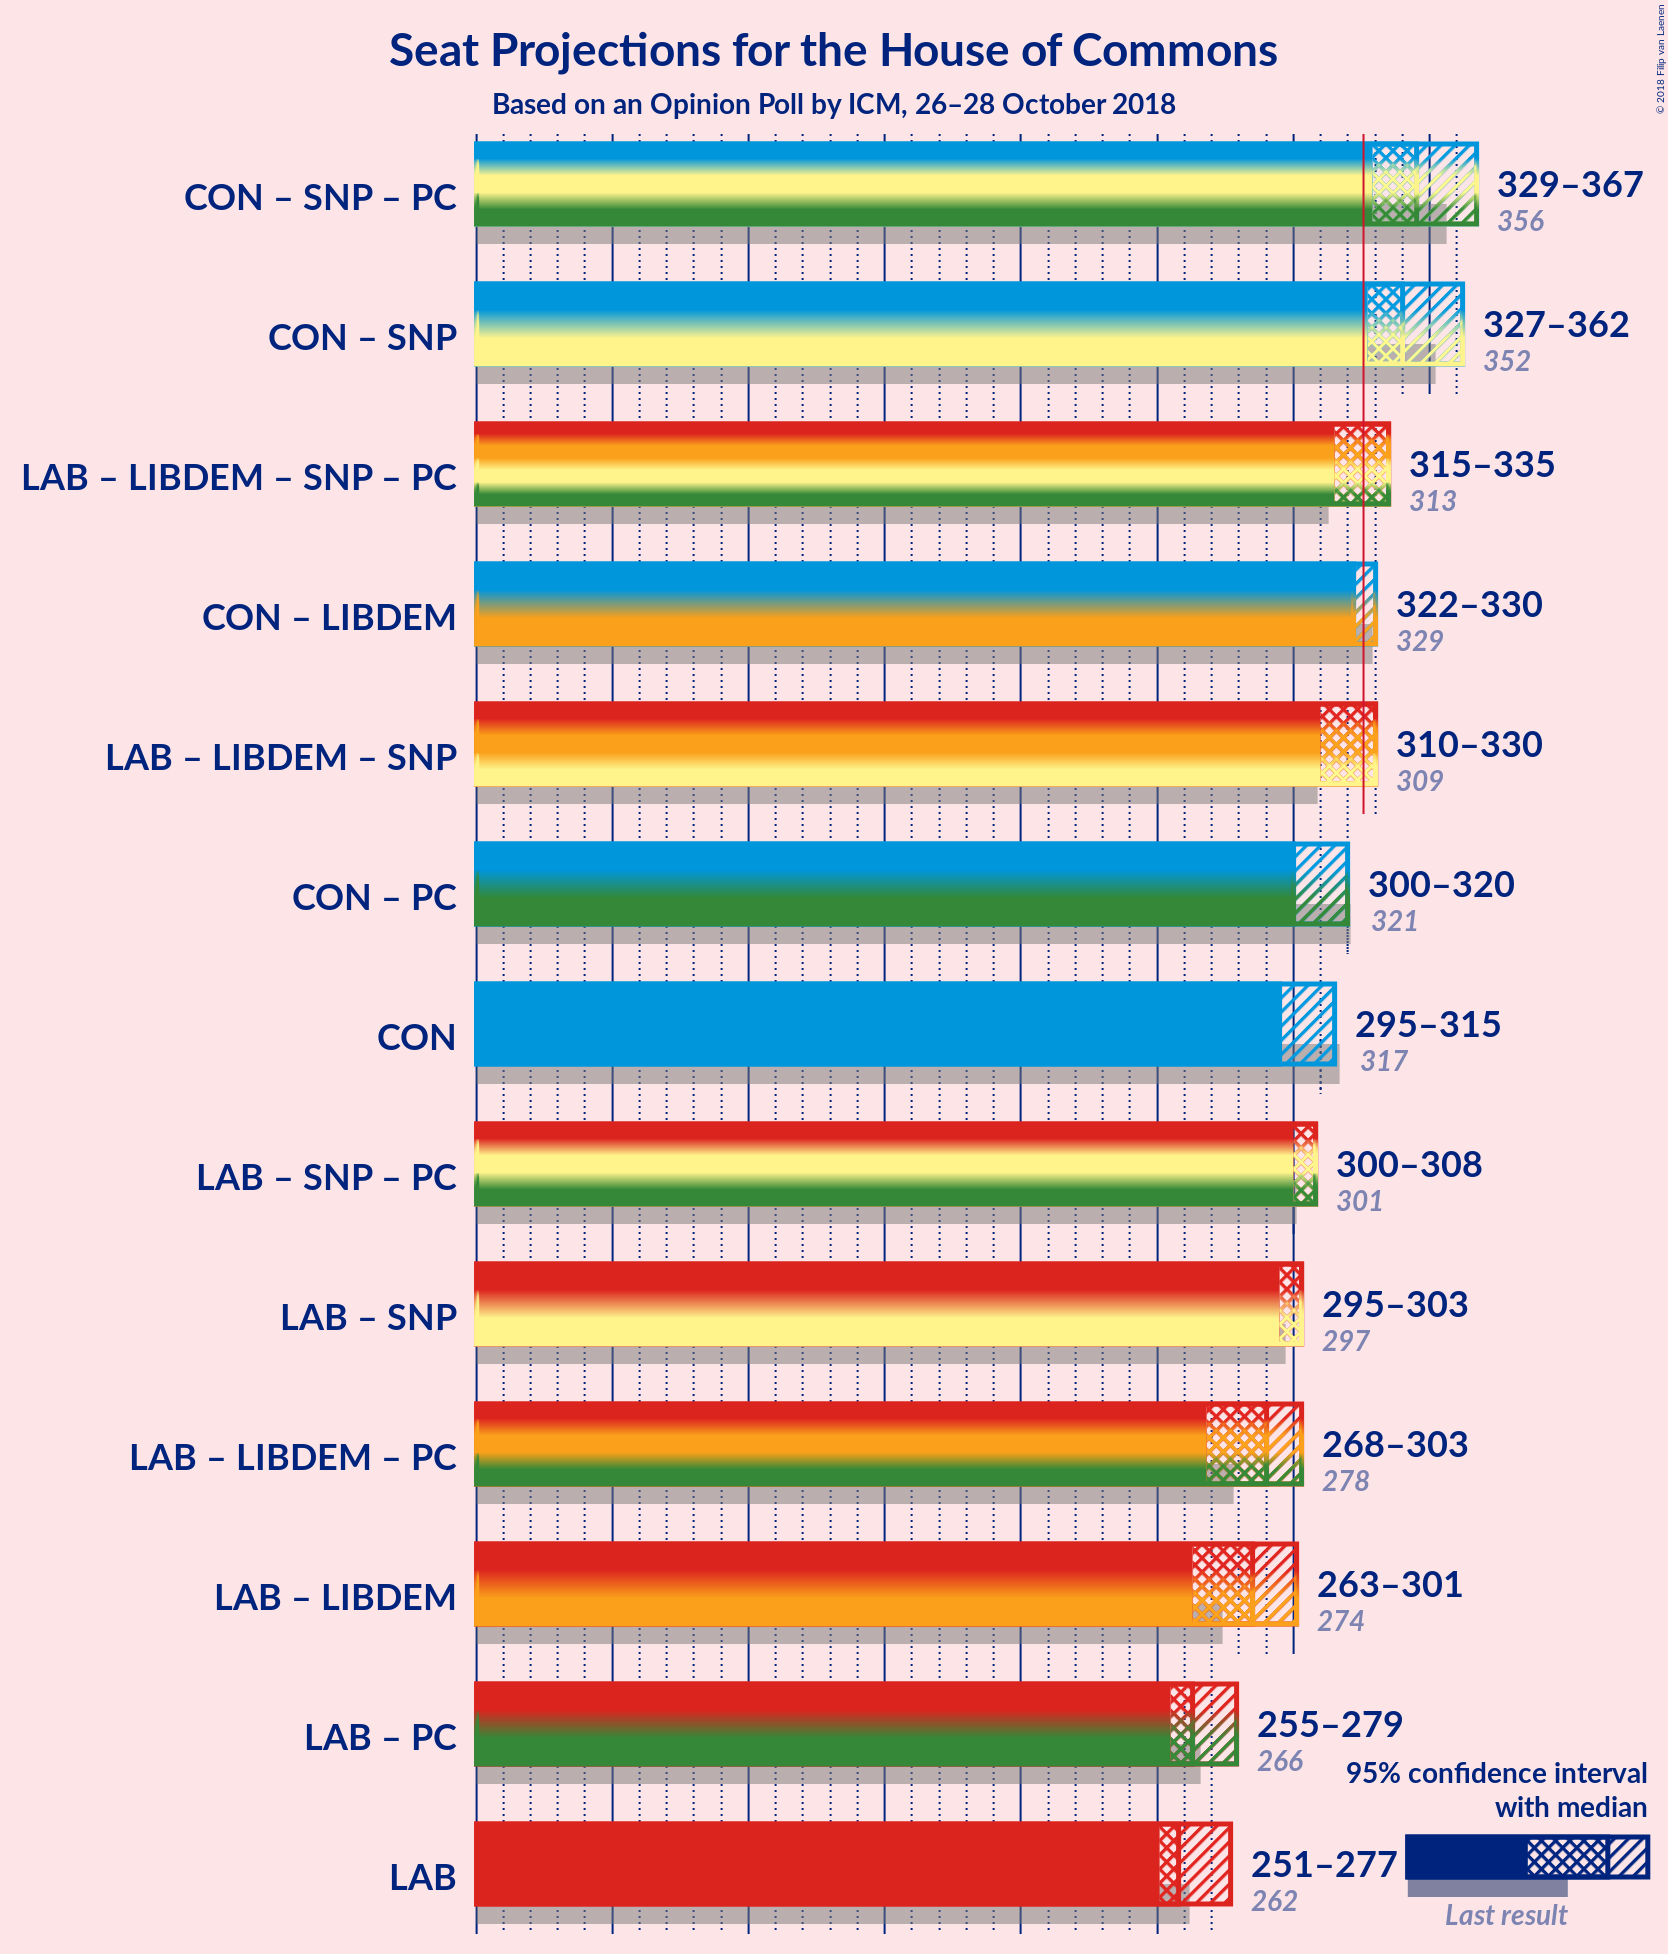 Seat Projections for the House of Commons
Based on an Opinion Poll by ICM, 26–28 October 2018
© 2018 Filip van Laenen
CON – SNP – PC
329–367
356
CON – SNP
327–362
352
LAB – LIBDEM – SNP – PC
315–335
313
CON – LIBDEM
322–330
329
LAB – LIBDEM – SNP
310–330
309
CON – PC
300–320
321
CON
295–315
317
LAB – SNP – PC
300–308
301
LAB – SNP
295–303
297
LAB – LIBDEM – PC
268–303
278
LAB – LIBDEM
263–301
274
LAB – PC
255–279
266
LAB
251–277
262
95% confidence interval
with median
Last result